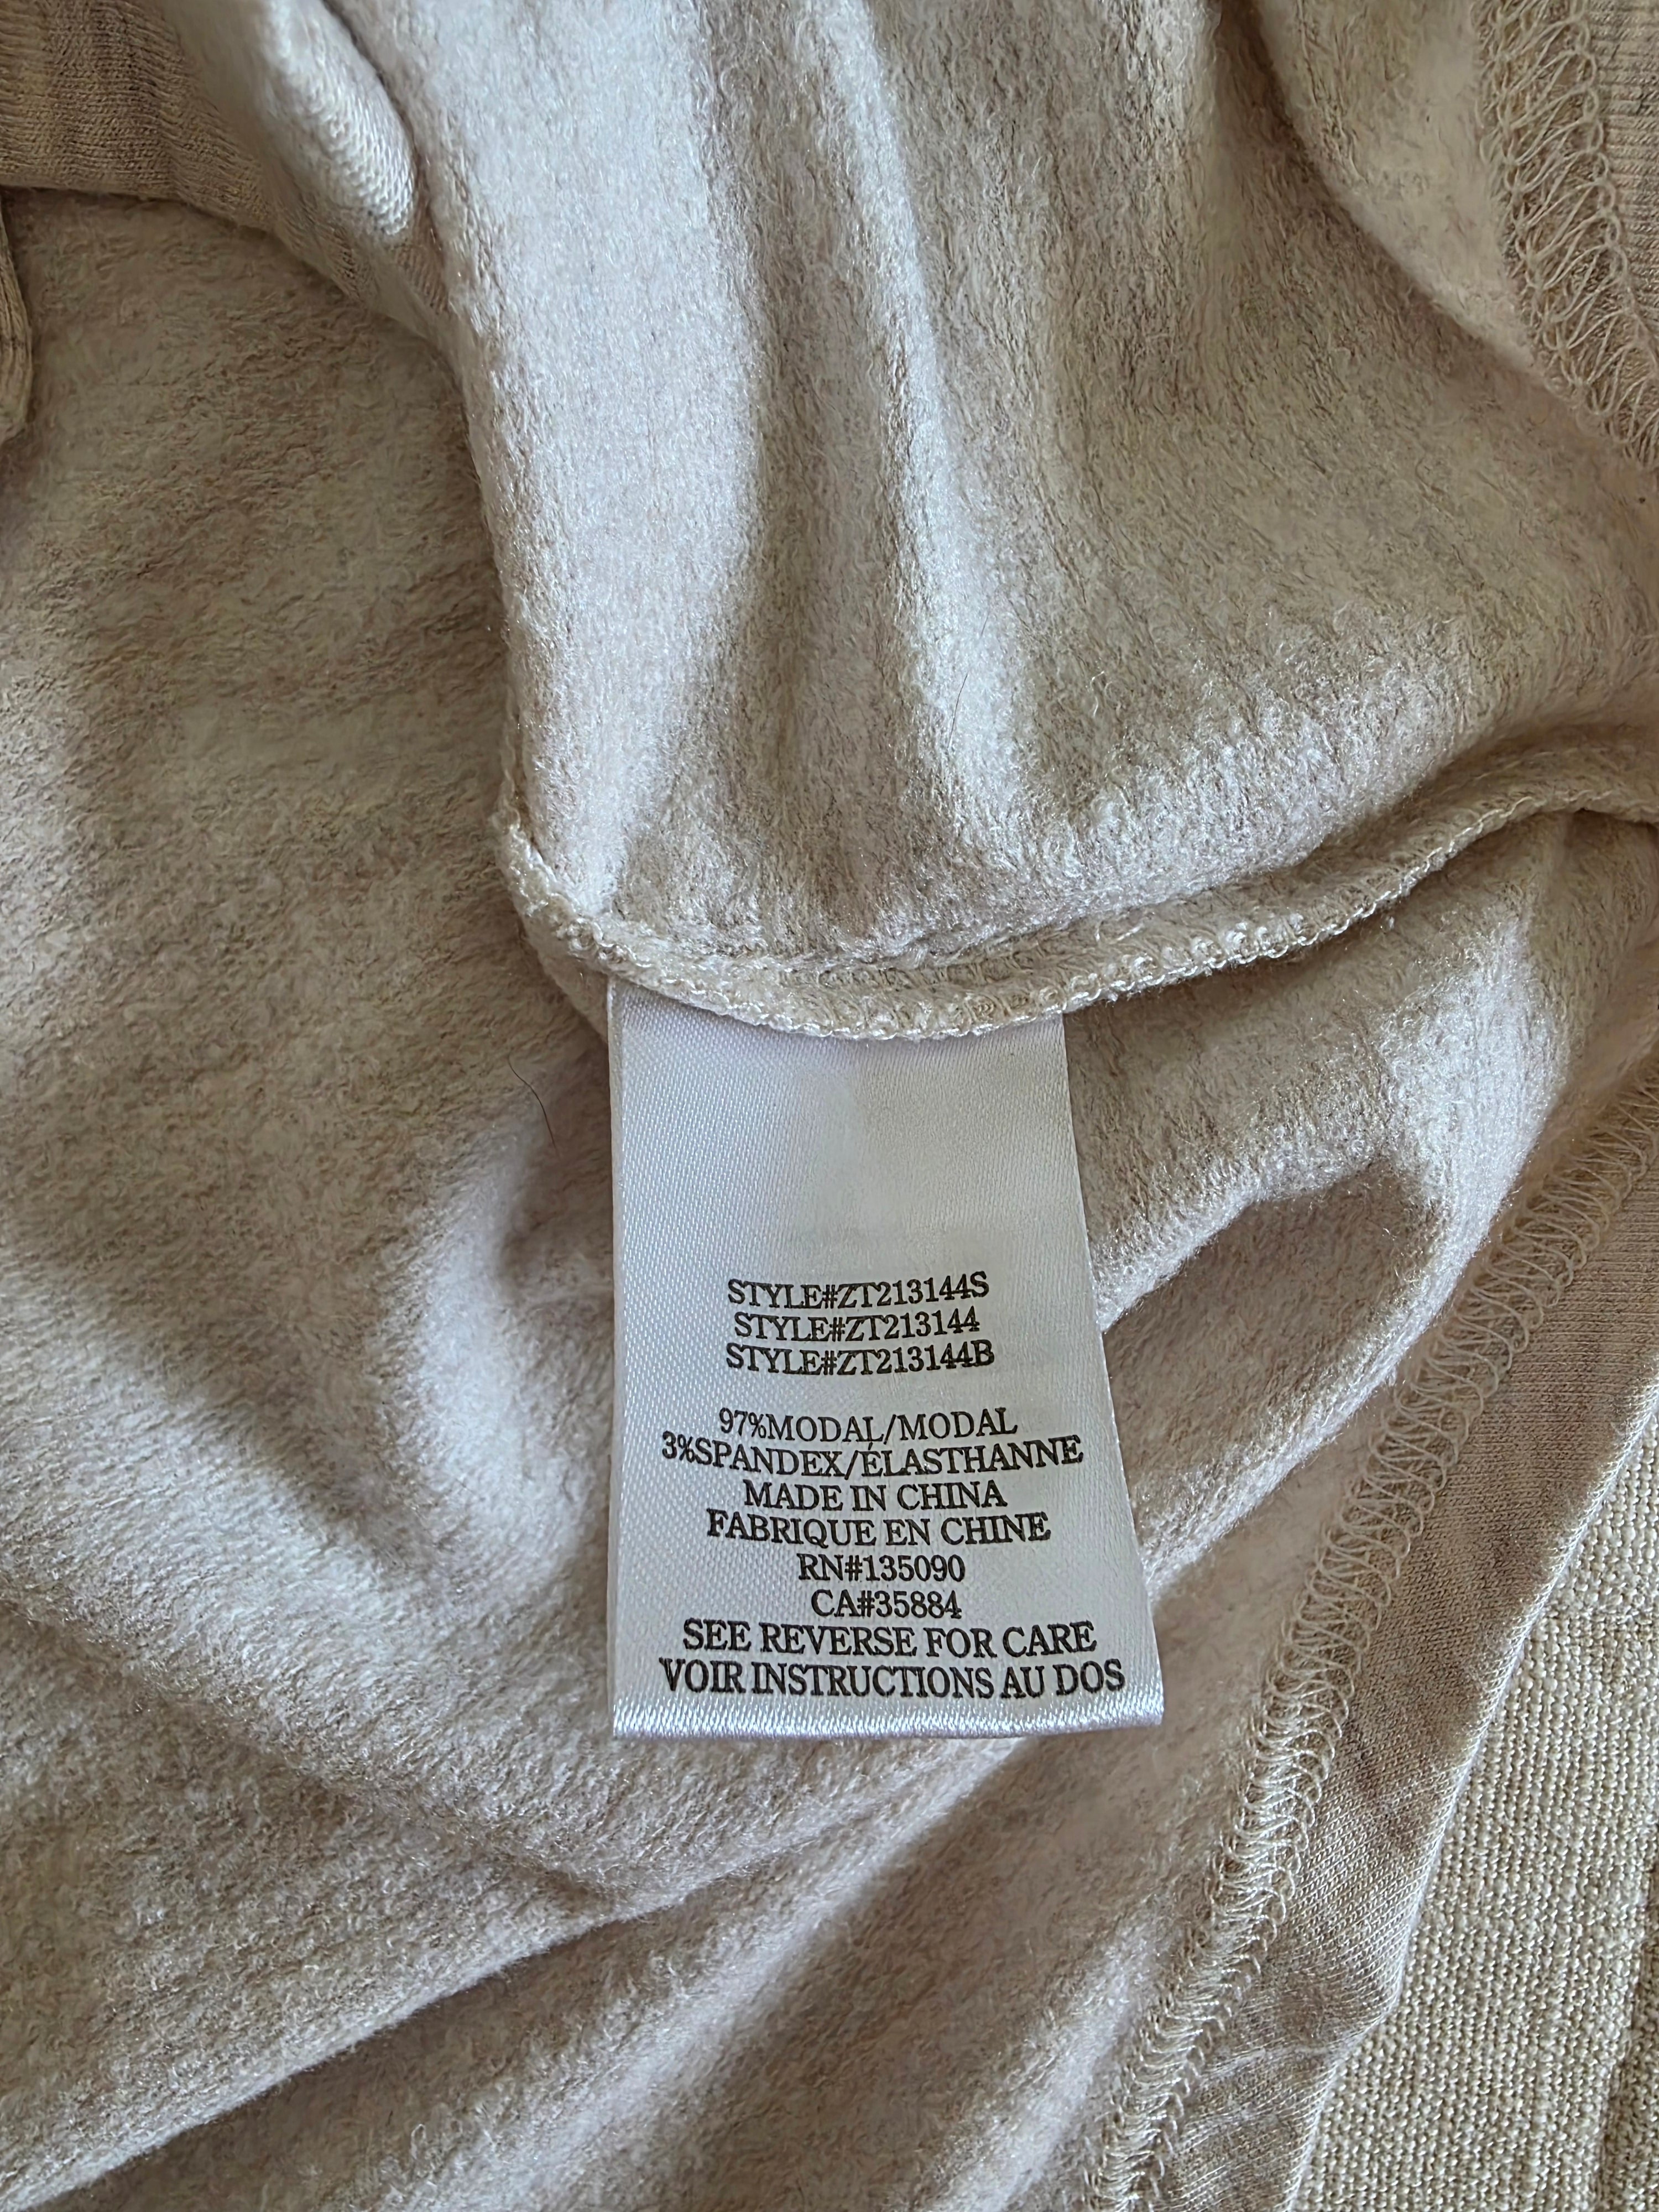 STYLE#ZT213144S
STYLE#ZT213144
STYLE#ZT213144B
97%MODAL/MODAL
3%SPANDEX/ÉLASTHANNE
MADE IN CHINA
FABRIQUE EN CHINE
RN#135090
CA#35884
SEE REVERSE FOR CARE
VOIR INSTRUCTIONS AU DOS